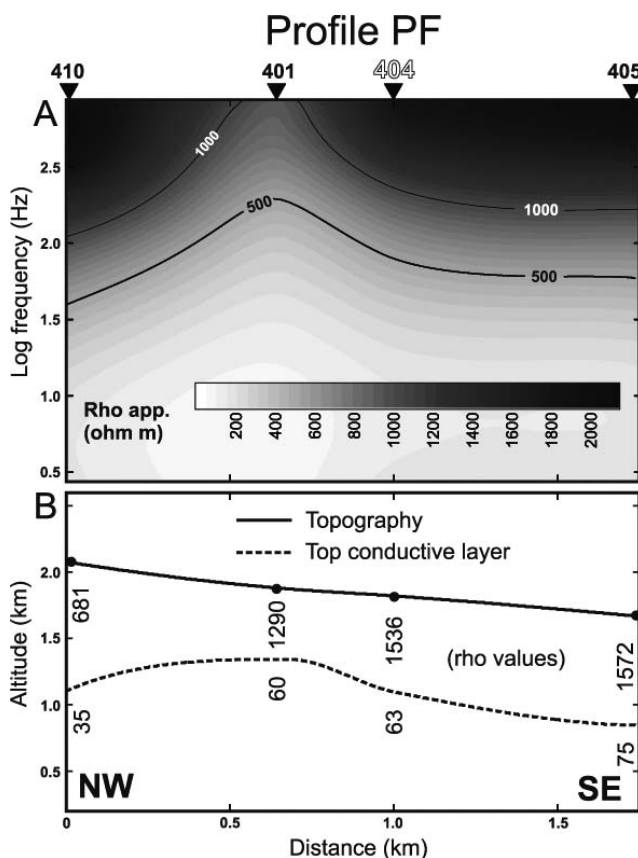 Profile PF
410 401 404 405
A
2.5
2.0
1.5
1.0
0.5
Log frequency (Hz)
1000
500
1000
500
Rho app.
(ohm m)
200 400 600 800 1000 1200 1400 1600 1800 2000
B
Topography
Top conductive layer
2.0
1.5
1.0
0.5
Altitude (km)
681 1290 1536 1572
(rho values)
35 60 63 75
NW SE
0 0.5 1.0 1.5
Distance (km)